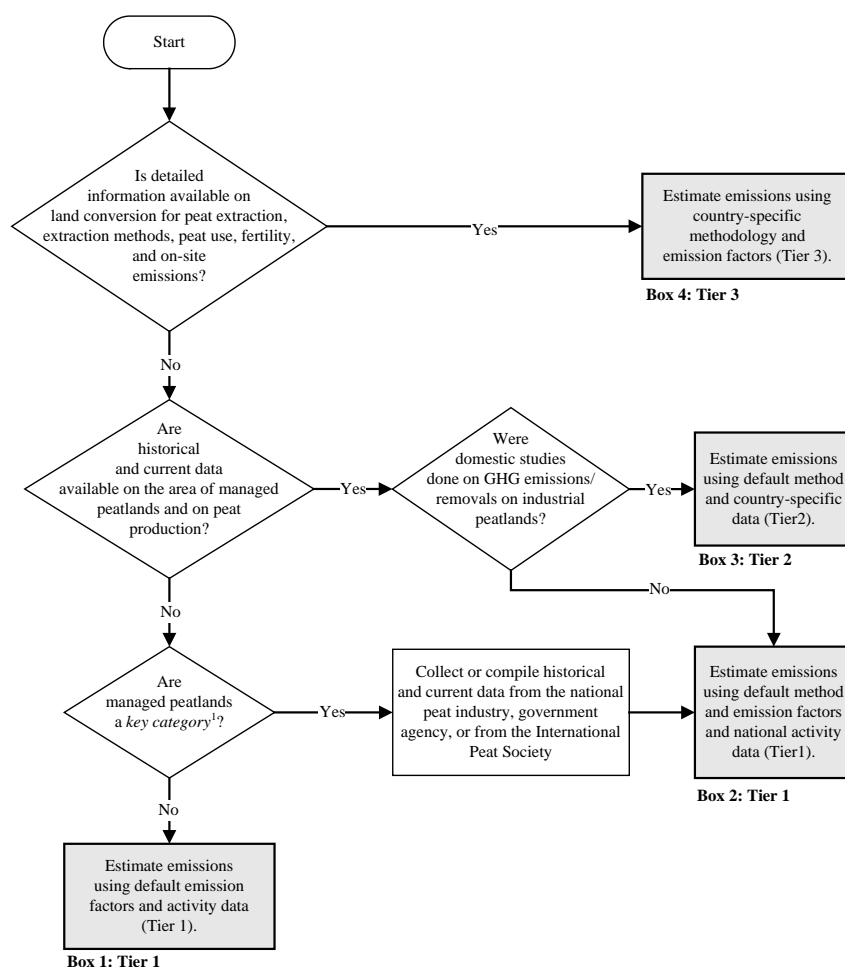 Start
Is detailed
information available on
land conversion for peat extraction,
extraction methods, peat use, fertility,
and on-site
emissions?
Yes
Estimate emissions using
country-specific
methodology and
emission factors (Tier 3).
Box 4: Tier 3
No
Are
historical
and current data
available on the area of managed
peatlands and on peat
production?
Yes
Were
domestic studies
done on GHG emissions/
removals on industrial
peatlands?
Yes
Estimate emissions
using default method
and country-specific
data (Tier2).
Box 3: Tier 2
No
No
Are
managed peatlands
a key category¹?
Yes
Collect or compile historical
and current data from the national
peat industry, government
agency, or from the International
Peat Society
Estimate emissions
using default method
and emission factors
and national activity
data (Tier1).
Box 2: Tier 1
No
Estimate emissions
using default emission
factors and activity data
(Tier 1).
Box 1: Tier 1